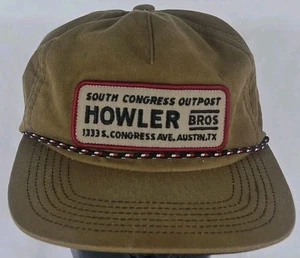 SOUTH CONGRESS OUTPOST
HOWLER BROS
1333 S. CONGRESS AVE, AUSTIN, TX